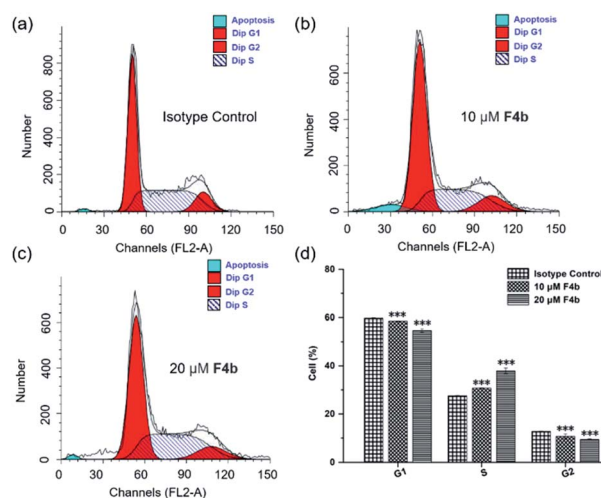 (a)
Apoptosis
Dip G1
Dip G2
Dip S
Isotype Control
Number
800
600
400
200
0
0 30 60 90 120 150
Channels (FL2-A)
(b)
Apoptosis
Dip G1
Dip G2
Dip S
10 μM F4b
Number
800
600
400
200
0
0 30 60 90 120 150
Channels (FL2-A)
(c)
Apoptosis
Dip G1
Dip G2
Dip S
20 μM F4b
Number
600
400
200
0
0 30 60 90 120 150
Channels (FL2-A)
(d)
Isotype Control
10 μM F4b
20 μM F4b
Cell (%)
80
60
40
20
0
*** ***
*** ***
*** ***
G1 S G2